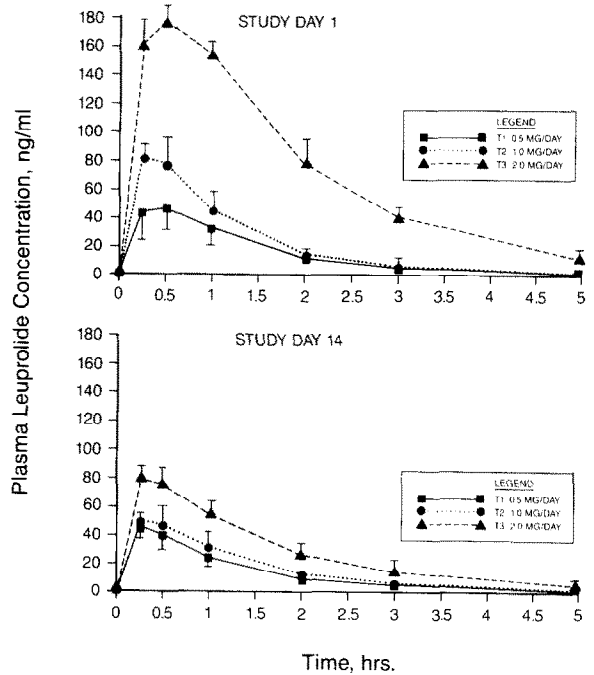 Plasma Leuprolide Concentration, ng/ml
STUDY DAY 1
180
160
140
120
100
80
60
40
20
0
LEGEND
T1 0.5 MG/DAY
T2 1.0 MG/DAY
T3 2.0 MG/DAY
0 0.5 1 1.5 2 2.5 3 3.5 4 4.5 5
STUDY DAY 14
180
160
140
120
100
80
60
40
20
0
LEGEND
T1 0.5 MG/DAY
T2 1.0 MG/DAY
T3 2.0 MG/DAY
0 0.5 1 1.5 2 2.5 3 3.5 4 4.5 5
Time, hrs.